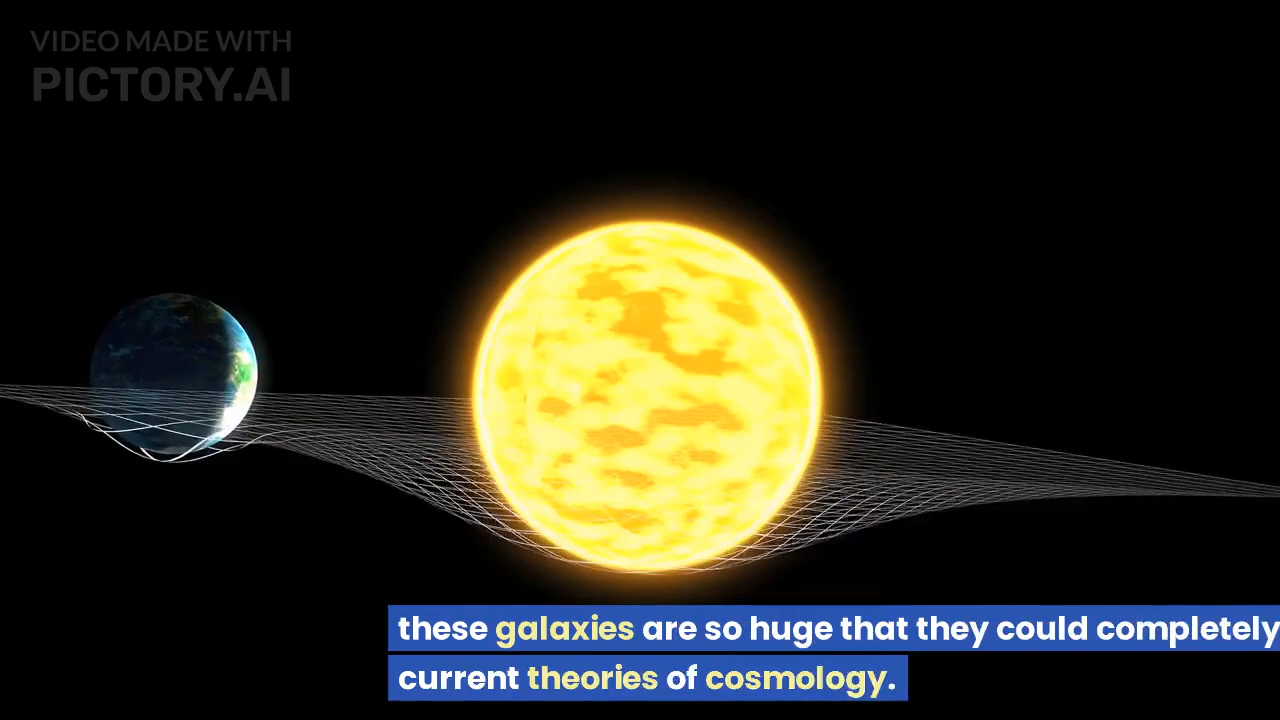 VIDEO MADE WITH
PICTORY.AI
these galaxies are so huge that they could completely
current theories of cosmology.